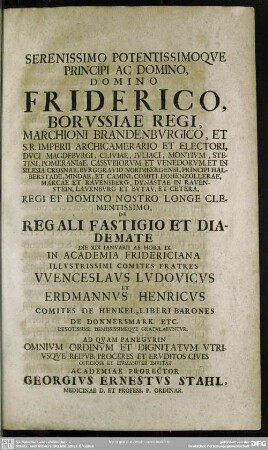 SERENISSIMO POTENTISSIMOQVE
PRINCIPI AC DOMINO,
DOMINO
FRIDERICO,
BORVSSIAE REGI,
MARCHIONI BRANDENBVRGICO, ET
S.R. IMPERII ARCHICAMERARIO ET ELECTORI,
DVCI MAGDEBVRGI, CLIVIAE, IVLIACI, MONTIVM, STE-
TINI, POMERANIAE, CASSVBIORVM ET VENEDORVM, ET IN
SILESIA CROSNAE, BVRGGRAVIO NORIMBERGENSI, PRINCIPI HAL-
BERSTADII, MINDAE, ET CAMINI, COMITI HOHENZOLLERAE,
MARCAE ET RAVENSBERG, DYNASTAE IN RAVEN-
STEIN, LAVENBVRG ET BVTAV, ET CETERA,
REGI ET DOMINO NOSTRO LONGE CLE-
MENTISSIMO,
DE
REGALI FASTIGIO ET DIA-
DEMATE
DIE XIX IANVARII AB HORA IX
IN ACADEMIA FRIDERICIANA
ILLVSTRISSIMI COMITES FRATRES
VVENCESLAVS LVDOVICVS
ET
ERDMANNVS HENRICVS
COMITES DE HENKEL, LIBERI BARONES
DE DONNERSMARK ETC.
GRATVLABVNTVR,
AD QVAM PANEGYRIN
OMNIVM ORDINVM ET DIGNITATVM VTRI-
VSQVE REIPVB. PROCERES ET ERVDITOS CIVES
INVITAT
ACADEMIAE PRORECTOR
GEORGIVS ERNESTVS STAHL,
MEDICINAE D. ET PROFESS. P. ORDINAR.
DFG